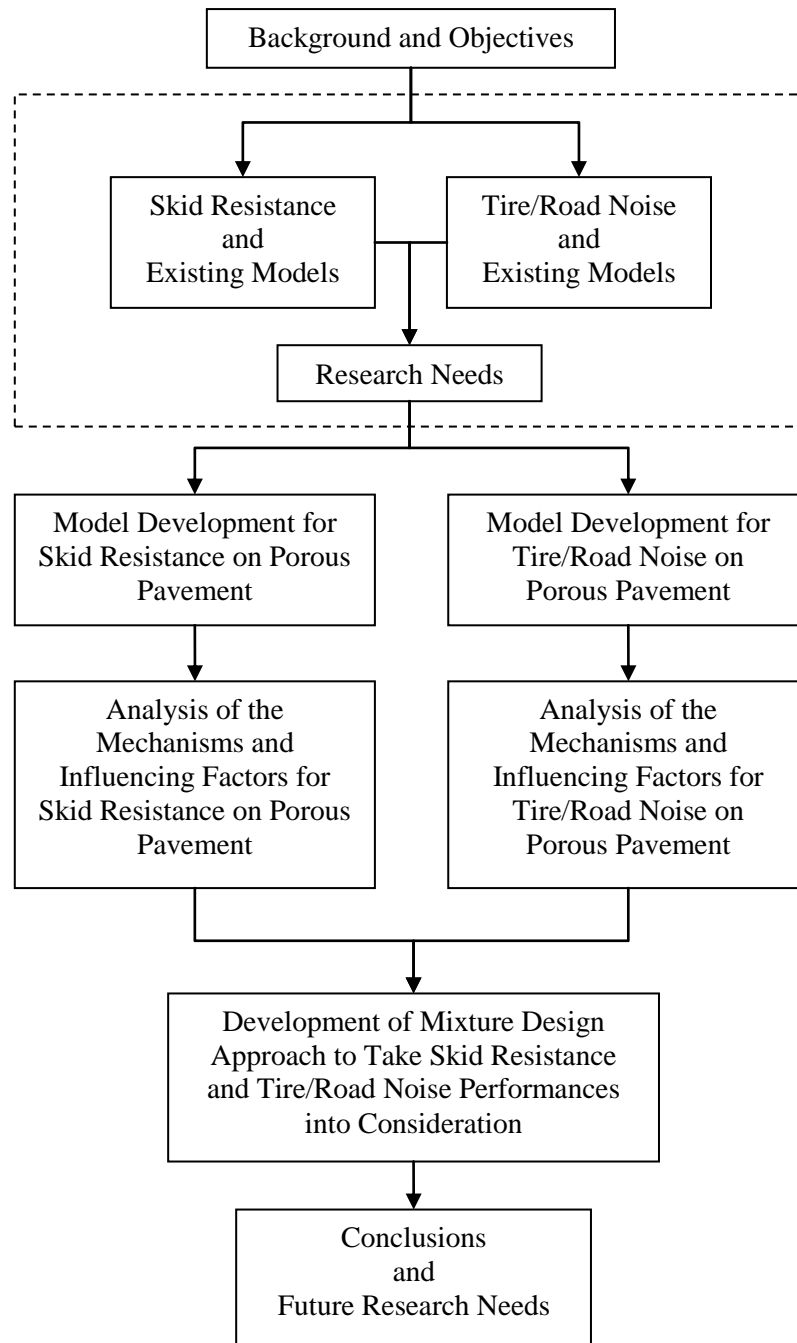 Background and Objectives
Skid Resistance
and
Existing Models
Tire/Road Noise
and
Existing Models
Research Needs
Model Development for
Skid Resistance on Porous
Pavement
Model Development for
Tire/Road Noise on
Porous Pavement
Analysis of the
Mechanisms and
Influencing Factors for
Skid Resistance on Porous
Pavement
Analysis of the
Mechanisms and
Influencing Factors for
Tire/Road Noise on
Porous Pavement
Development of Mixture Design
Approach to Take Skid Resistance
and Tire/Road Noise Performances
into Consideration
Conclusions
and
Future Research Needs